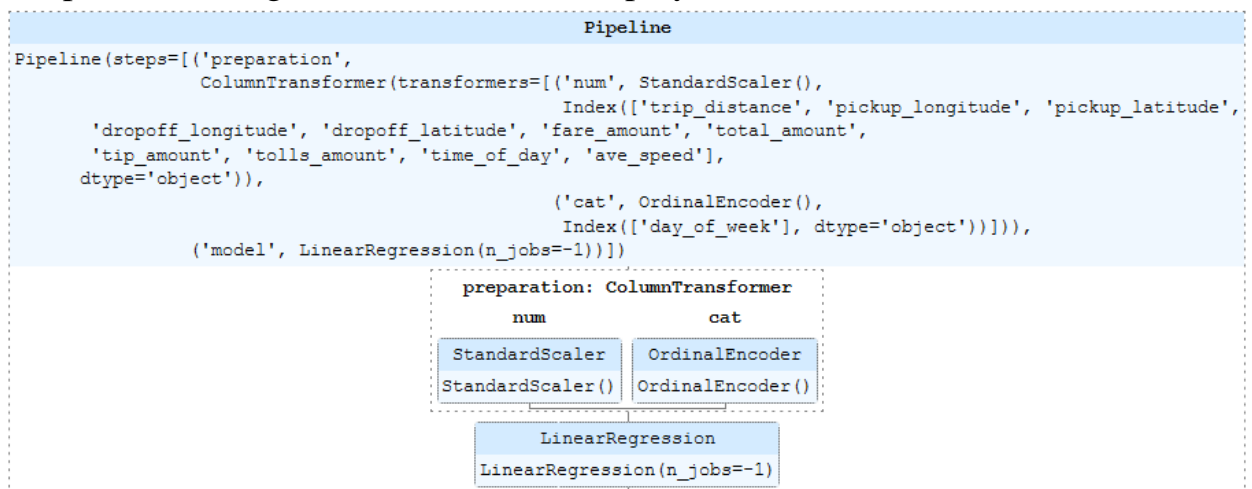 Pipeline
Pipeline(steps=[('preparation',
ColumnTransformer(transformers=[('num', StandardScaler(),
Index(['trip_distance', 'pickup_longitude', 'pickup_latitude',
'dropoff_longitude', 'dropoff_latitude', 'fare_amount', 'total_amount',
'tip_amount', 'tolls_amount', 'time_of_day', 'ave_speed'],
dtype='object')),
('cat', OrdinalEncoder(),
Index(['day_of_week'], dtype='object'))])),
('model', LinearRegression(n_jobs=-1))])
preparation: ColumnTransformer
num cat
StandardScaler OrdinalEncoder
StandardScaler() OrdinalEncoder()
LinearRegression
LinearRegression(n_jobs=-1)